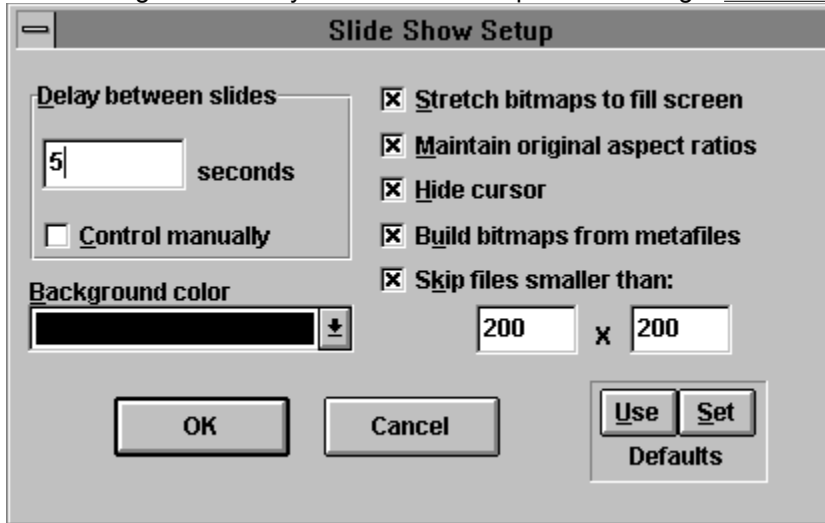 Slide Show Setup
Delay between slides
5 seconds
Control manually
Background color
Stretch bitmaps to fill screen
Maintain original aspect ratios
Hide cursor
Build bitmaps from metafiles
Skip files smaller than:
200 x 200
OK
Cancel
Use Set
Defaults